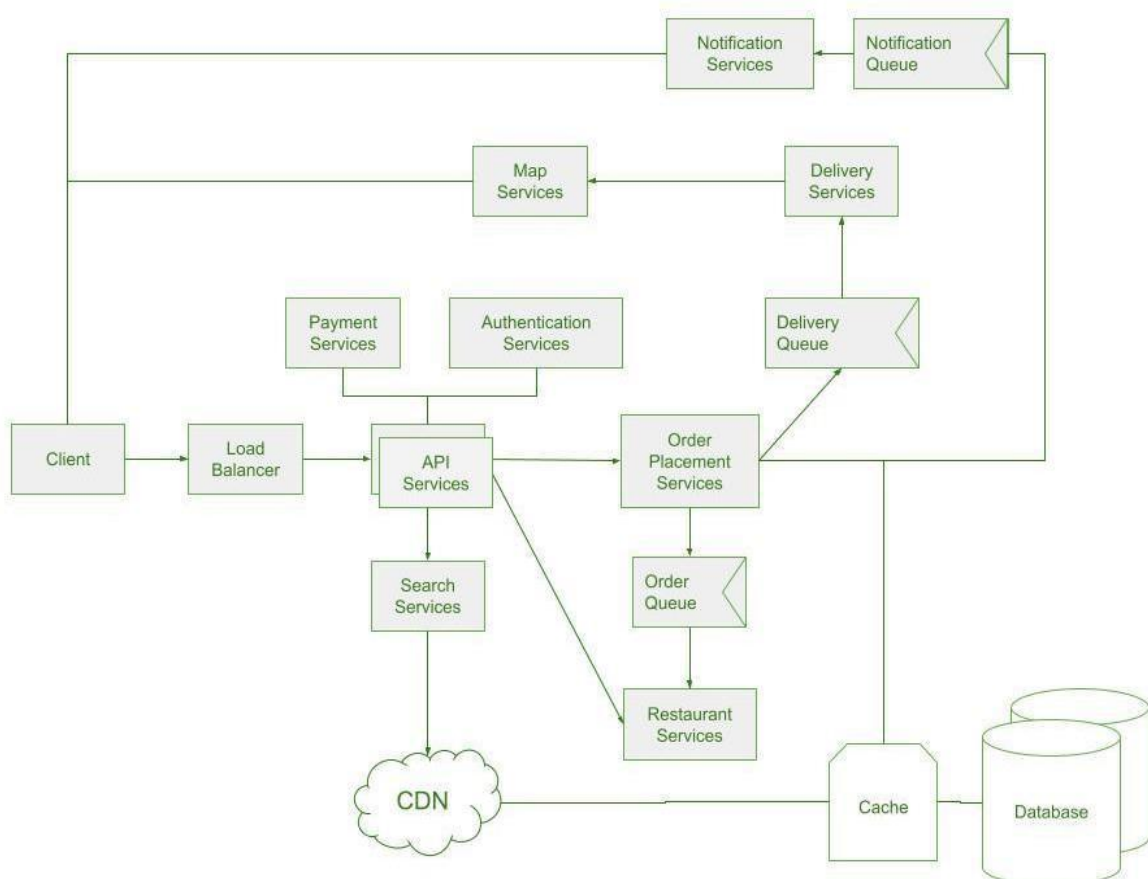 Notification
Services
Notification
Queue
Map
Services
Delivery
Services
Payment
Services
Authentication
Services
Delivery
Queue
Client
Load
Balancer
API
Services
Order
Placement
Services
Search
Services
Order
Queue
Restaurant
Services
CDN
Cache
Database